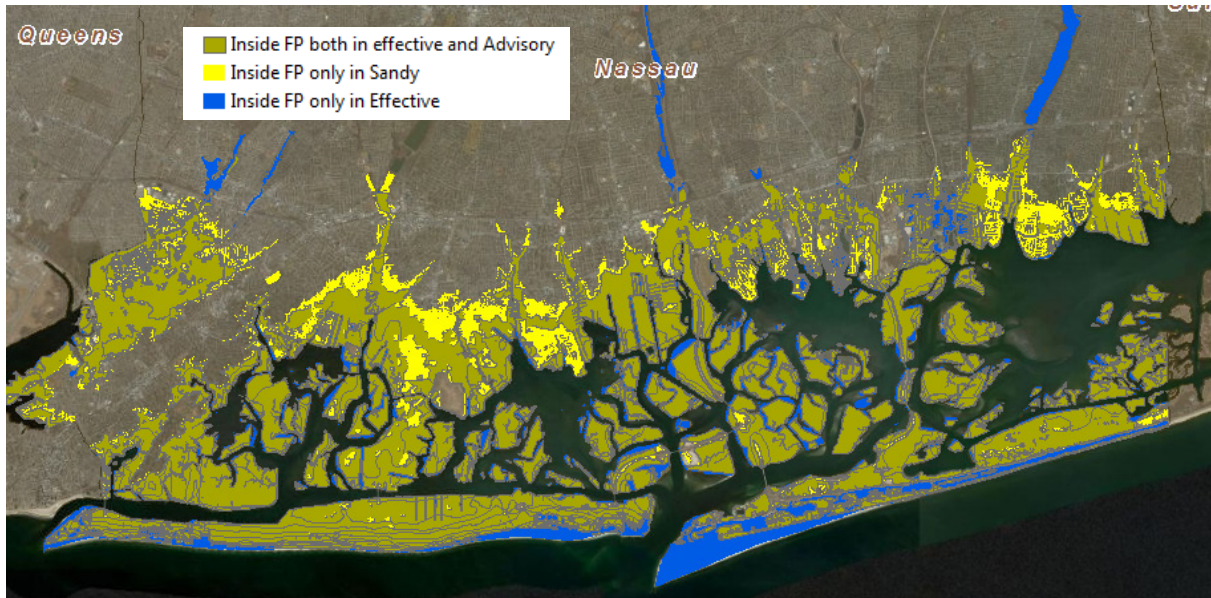 Queens
Inside FP both in effective and Advisory
Inside FP only in Sandy
Inside FP only in Effective
Nassau